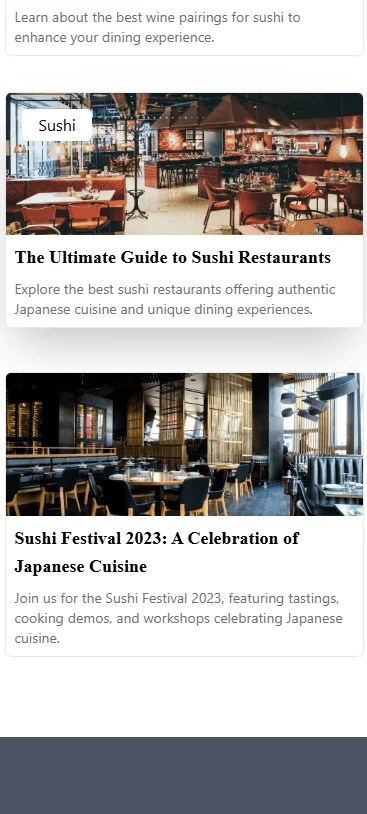 Learn about the best wine pairings for sushi to
enhance your dining experience.
Sushi
The Ultimate Guide to Sushi Restaurants
Explore the best sushi restaurants offering authentic
Japanese cuisine and unique dining experiences.
Sushi Festival 2023: A Celebration of
Japanese Cuisine
Join us for the Sushi Festival 2023, featuring tastings,
cooking demos, and workshops celebrating Japanese
cuisine.